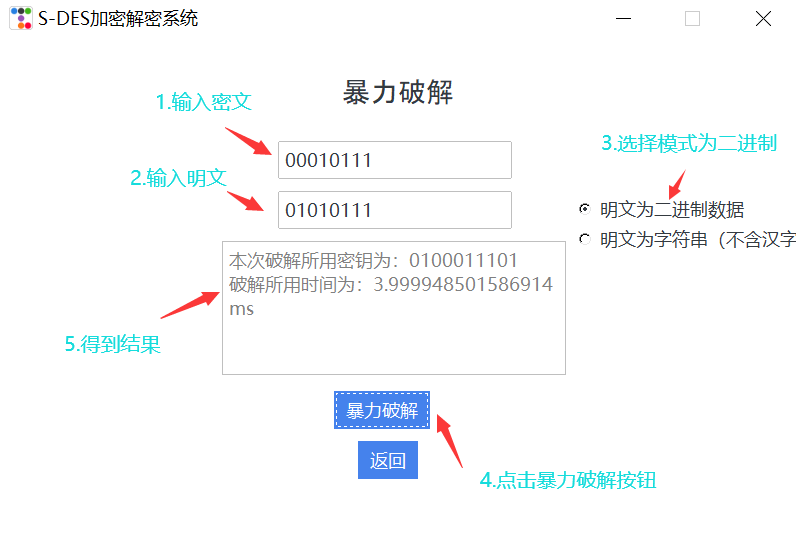 S-DES加密解密系统
暴力破解
1.输入密文
00010111
3.选择模式为二进制
2.输入明文
01010111
明文为二进制数据
明文为字符串（不含汉字
本次破解所用密钥为：0100011101
破解所用时间为：3.999948501586914
ms
5.得到结果
暴力破解
返回
4.点击暴力破解按钮